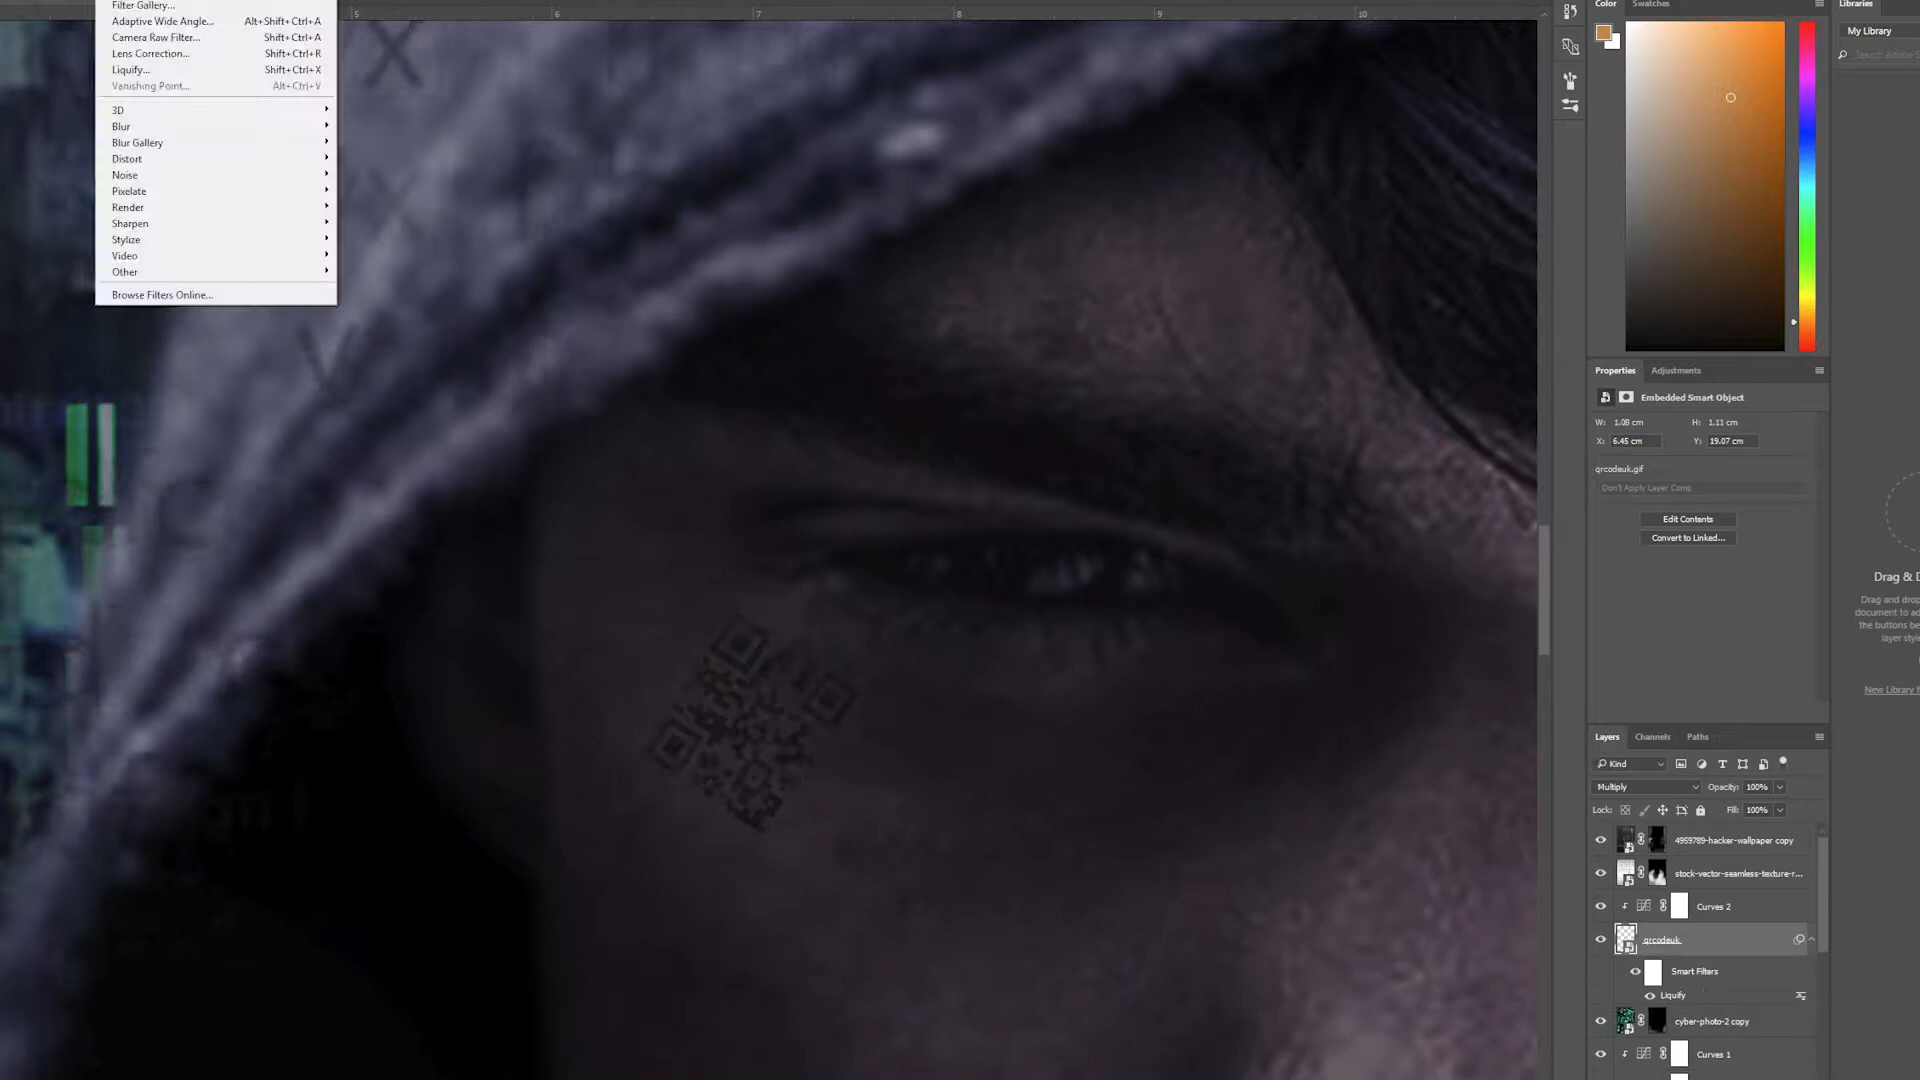 Filter Gallery...
Adaptive Wide Angle... Alt+Shift+Ctrl+A
Camera Raw Filter... Shift+Ctrl+A
Lens Correction... Shift+Ctrl+R
Liquify... Shift+Ctrl+X
Vanishing Point... Alt+Ctrl+V
3D
Blur
Blur Gallery
Distort
Noise
Pixelate
Render
Sharpen
Stylize
Video
Other
Browse Filters Online...
5 6 7 8 9 10
Color Swatches
Properties Adjustments
Embedded Smart Object
W: 1.08 cm H: 1.11 cm
X: 6.45 cm Y: 19.07 cm
qrcodeuk.gif
Don't Apply Layer Comp
Edit Contents
Convert to Linked...
Layers Channels Paths
Kind
Multiply Opacity: 100%
Lock: Fill: 100%
4959789-hacker-wallpaper copy
stock-vector-seamless-texture-r...
Curves 2
qrcodeuk
Smart Filters
Liquify
cyber-photo-2 copy
Curves 1
Libraries
My Library
Search Adobe S
Drag & D
Drag and drop
document to ad
the buttons be
layer style
New Library f